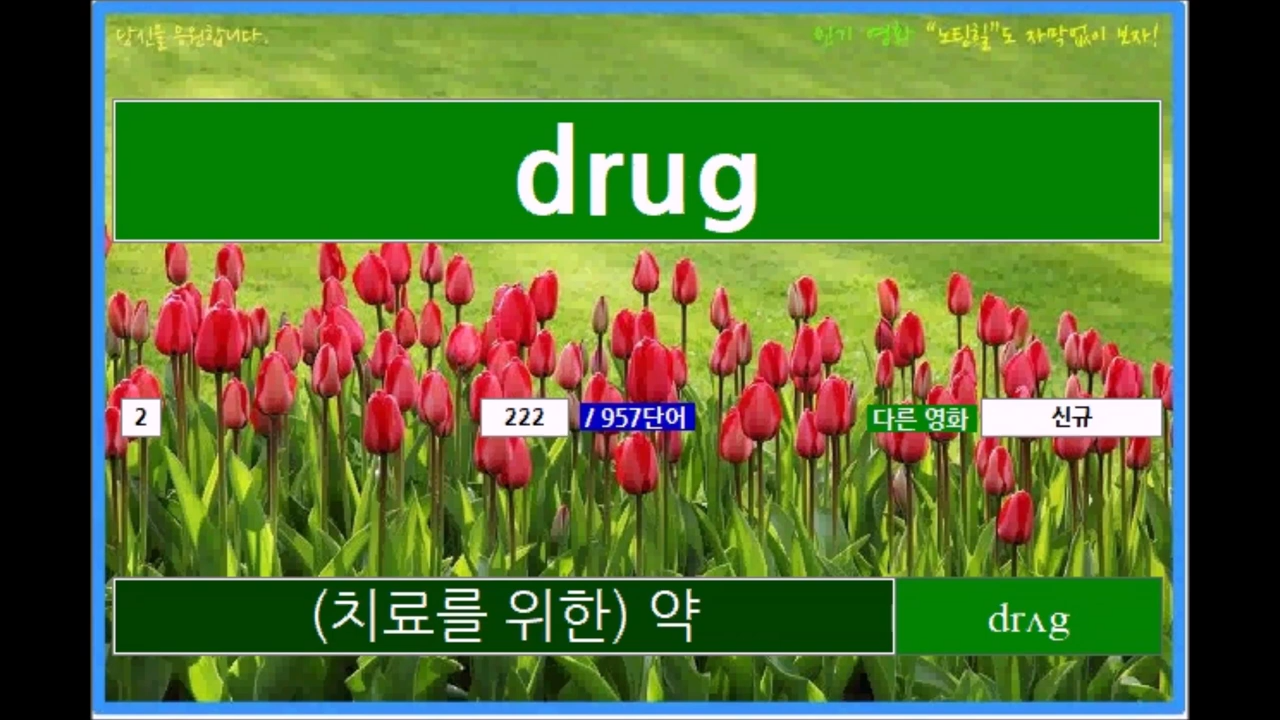 당신을 응원합니다.
인기 영화 “노팅힐”도 자막없이 보자!
drug
2
222 / 957단어
다른 영화 신규
(치료를 위한) 약
drʌg